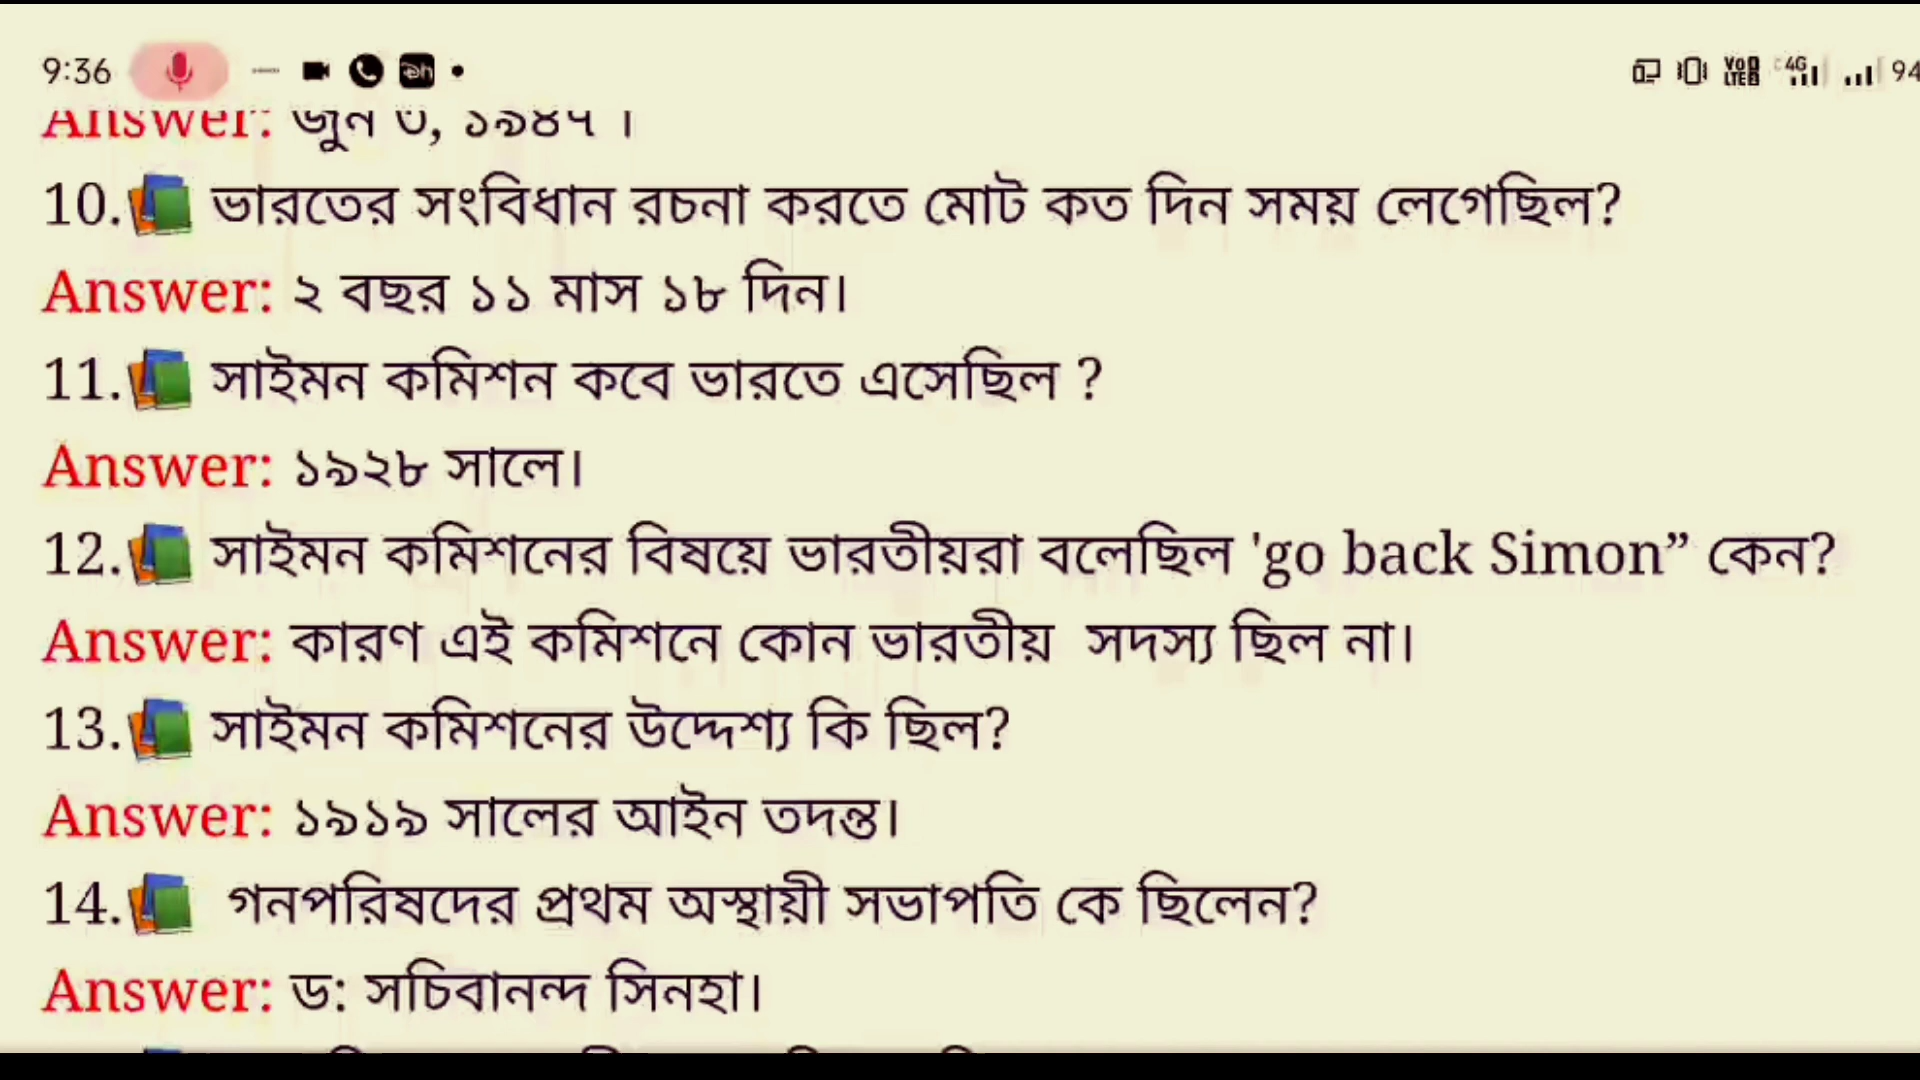 9:36 VoLTE2 4G 94
Answer: জুন ৩, ১৯৪৭ ।
10. ভারতের সংবিধান রচনা করতে মোট কত দিন সময় লেগেছিল?
Answer: ২ বছর ১১ মাস ১৮ দিন।
11. সাইমন কমিশন কবে ভারতে এসেছিল ?
Answer: ১৯২৮ সালে।
12. সাইমন কমিশনের বিষয়ে ভারতীয়রা বলেছিল 'go back Simon” কেন?
Answer: কারণ এই কমিশনে কোন ভারতীয় সদস্য ছিল না।
13. সাইমন কমিশনের উদ্দেশ্য কি ছিল?
Answer: ১৯১৯ সালের আইন তদন্ত।
14. গনপরিষদের প্রথম অস্থায়ী সভাপতি কে ছিলেন?
Answer: ড: সচিবানন্দ সিনহা।